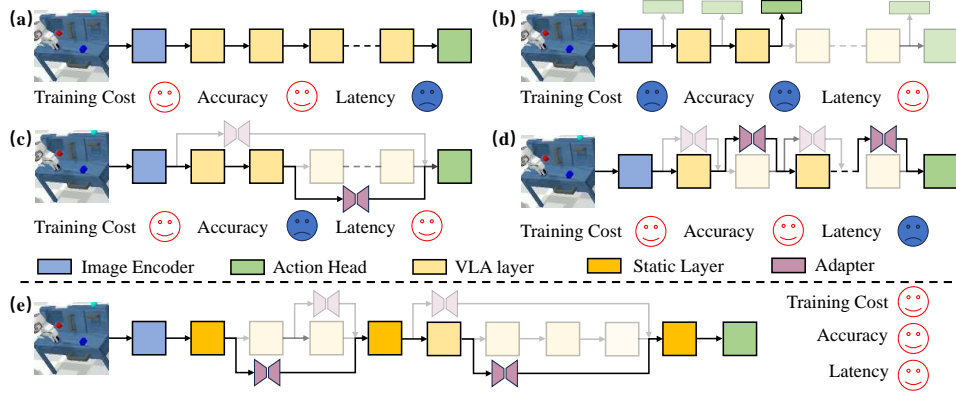 (a)
Training Cost Accuracy Latency
(b)
Training Cost Accuracy Latency
(c)
Training Cost Accuracy Latency
(d)
Training Cost Accuracy Latency
Image Encoder Action Head VLA layer Static Layer Adapter
(e)
Training Cost
Accuracy
Latency